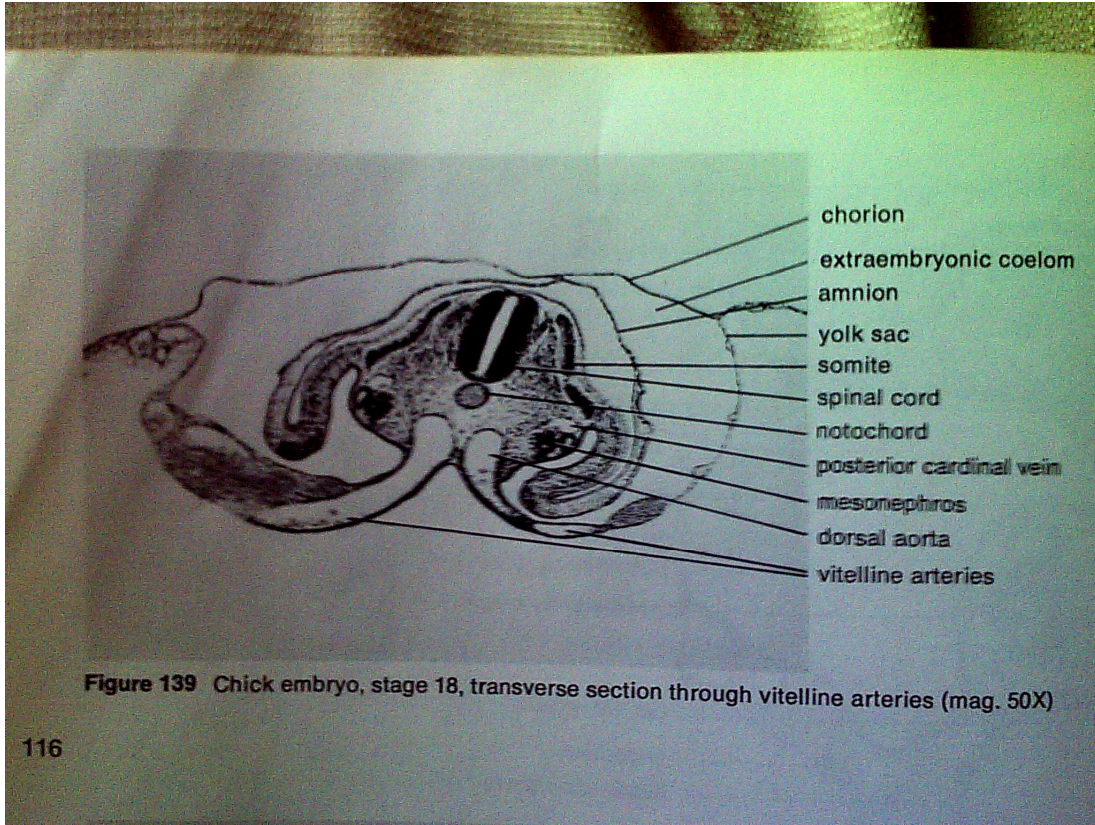 chorion
extraembryonic coelom
amnion
yolk sac
somite
spinal cord
notochord
posterior cardinal vein
mesonephros
dorsal aorta
vitelline arteries
Figure 139 Chick embryo, stage 18, transverse section through vitelline arteries (mag. 50X)
116